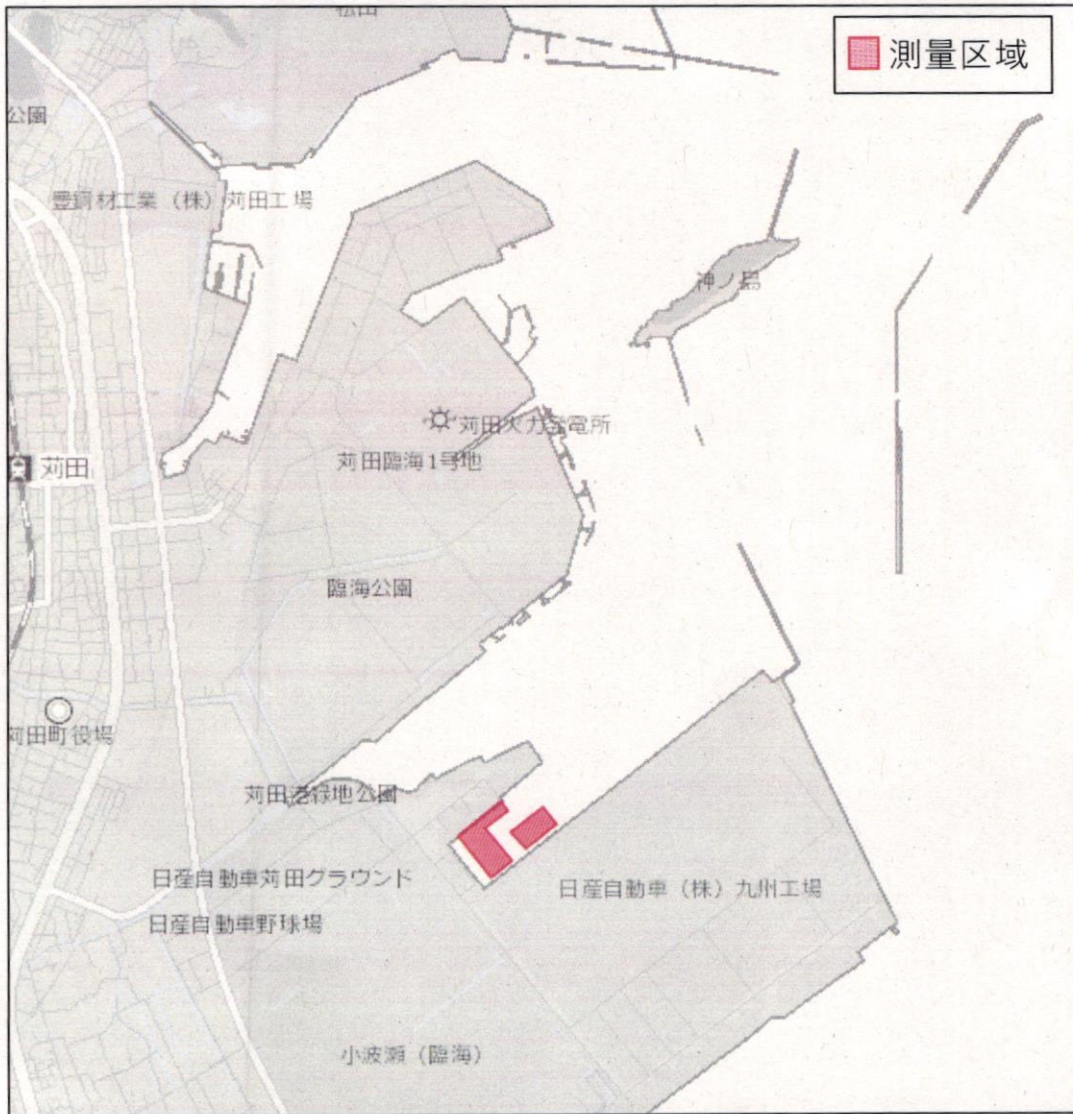 松山
測量区域
公園
豊鋼材工業（株）苅田工場
神ノ島
苅田火力発電所
苅田臨海1号地
苅田
臨海公園
苅田町役場
苅田港緑地公園
日産自動車苅田グラウンド
日産自動車（株）九州工場
日産自動車野球場
小波瀬（臨海）